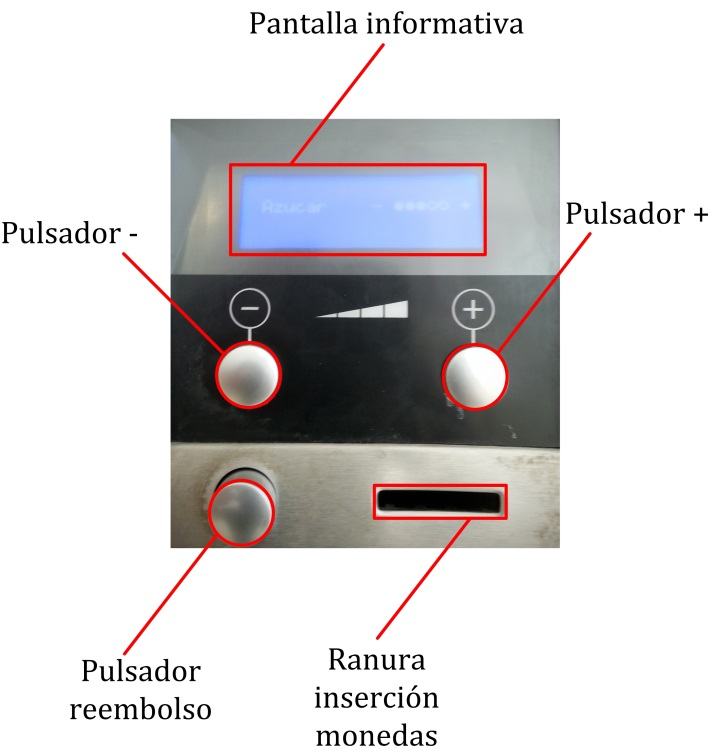 Pantalla informativa
Azucar - ●●●○○ +
Pulsador -
Pulsador +
- +
Pulsador
reembolso
Ranura
inserción
monedas